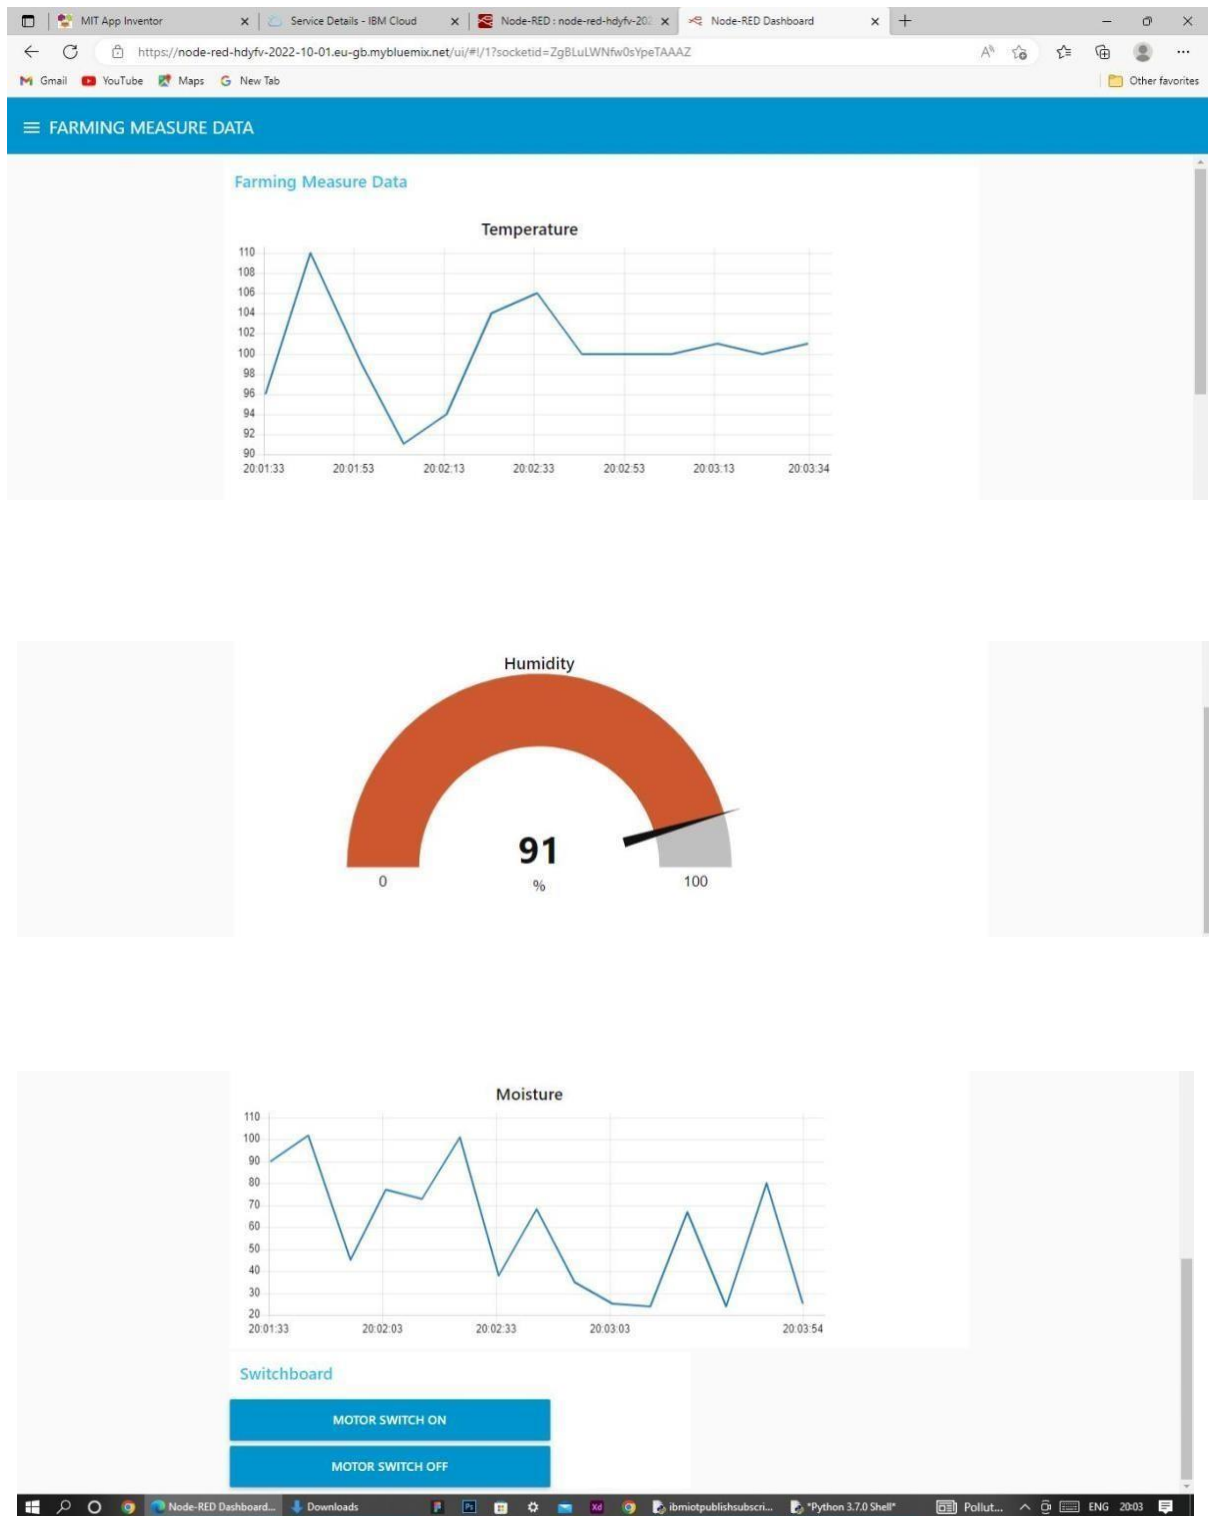 MIT App Inventor
Service Details - IBM Cloud
Node-RED : node-red-hdyfv-202
Node-RED Dashboard
https://node-red-hdyfv-2022-10-01.eu-gb.mybluemix.net/ui/#!/1?socketid=ZgBLuLWNfw0sYpeTAAAZ
Gmail YouTube Maps New Tab Other favorites
FARMING MEASURE DATA
Farming Measure Data
Temperature
110
108
106
104
102
100
98
96
94
92
90
20:01:33 20:01:53 20:02:13 20:02:33 20:02:53 20:03:13 20:03:34
Humidity
91
0 % 100
Moisture
110
100
90
80
70
60
50
40
30
20
20:01:33 20:02:03 20:02:33 20:03:03 20:03:54
Switchboard
MOTOR SWITCH ON
MOTOR SWITCH OFF
Node-RED Dashboard... Downloads ibmiotpublishsubscri... *Python 3.7.0 Shell* Pollut... ENG 20:03